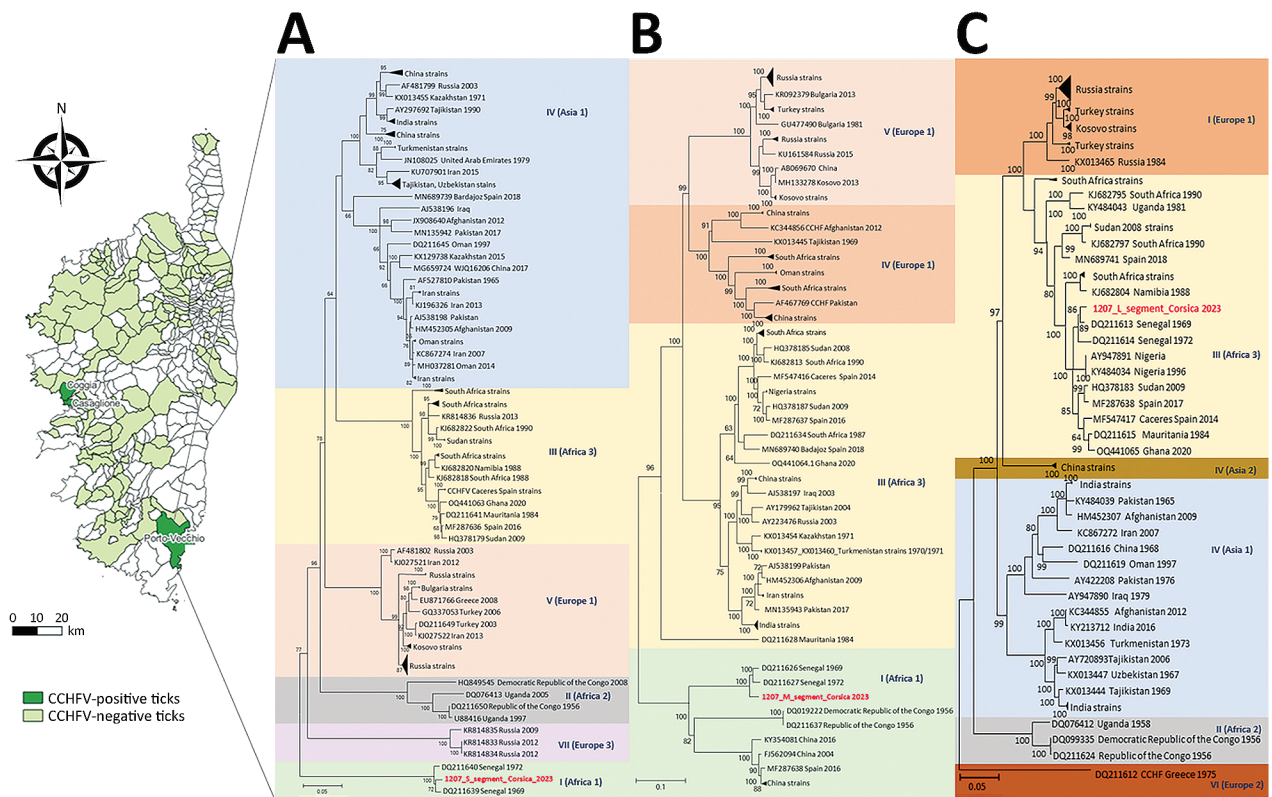 A
B
C
N
Coggia
Casaglione
Porto-Vecchio
0 10 20
km
CCHFV-positive ticks
CCHFV-negative ticks
China strains
AF481799 Russia 2003
KX013455 Kazakhstan 1971
AY297692 Tajikistan 1990
India strains
China strains
Turkmenistan strains
JN108025 United Arab Emirates 1979
KU707901 Iran 2015
Tajikistan, Uzbekistan stains
MN689739 Bardajoz Spain 2018
AJ538196 Iraq
JX908640 Afghanistan 2012
MN135942 Pakistan 2017
DQ211645 Oman 1997
KX129738 Kazakhstan 2015
MG659724 WJQ16206 China 2017
AF527810 Pakistan 1965
Iran strains
KJ196326 Iran 2013
AJ538198 Pakistan
HM452305 Afghanistan 2009
Oman strains
KC867274 Iran 2007
MH037281 Oman 2014
Iran strains
IV (Asia 1)
South Africa strains
South Africa strains
KR814836 Russia 2013
KJ682822 South Africa 1990
Sudan strains
South Africa strains
KJ682820 Namibia 1988
KJ682818 South Africa 1988
CCHFV Caceres Spain strains
OQ441063 Ghana 2020
DQ211641 Mauritania 1984
MF287636 Spain 2016
HQ378179 Sudan 2009
III (Africa 3)
AF481802 Russia 2003
KJ027521 Iran 2012
Russia strains
Bulgaria strains
EU871766 Greece 2008
GQ337053 Turkey 2006
DQ211649 Turkey 2003
KJ027522 Iran 2013
Kosovo strains
Russia strains
V (Europe 1)
HQ849545 Democratic Republic of the Congo 2008
DQ076413 Uganda 2005
DQ211650 Republic of the Congo 1956
U88416 Uganda 1997
II (Africa 2)
KR814835 Russia 2009
KR814833 Russia 2012
KR814834 Russia 2012
VII (Europe 3)
DQ211640 Senegal 1972
1207_S_segment_Corsica_2023
DQ211639 Senegal 1969
I (Africa 1)
0.05
Russia strains
KR092379 Bulgaria 2013
Turkey strains
GU477490 Bulgaria 1981
Russia strains
KU161584 Russia 2015
AB069670 China
MH133278 Kosovo 2013
Kosovo strains
V (Europe 1)
China strains
KC344856 CCHF Afghanistan 2012
KX013445 Tajikistan 1969
South Africa strains
Oman strains
South Africa strains
AF467769 CCHF Pakistan
China strains
IV (Europe 1)
South Africa strains
HQ378185 Sudan 2008
KJ682813 South Africa 1990
MF547416 Caceres Spain 2014
Nigeria strains
HQ378187 Sudan 2009
MF287637 Spain 2016
DQ211634 South Africa 1987
MN689740 Badajoz Spain 2018
OQ441064.1 Ghana 2020
China strains
AJ538197 Iraq 2003
AY179962 Tajikistan 2004
AY223476 Russia 2003
KX013454 Kazakhstan 1971
KX013457_KX013460_Turkmenistan strains 1970/1971
AJ538199 Pakistan
HM452306 Afghanistan 2009
Iran strains
MN135943 Pakistan 2017
India strains
DQ211628 Mauritania 1984
III (Africa 3)
DQ211626 Senegal 1969
DQ211627 Senegal 1972
1207_M_segment_Corsica 2023
DQ019222 Democratic Republic of the Congo 1956
DQ211637 Republic of the Congo 1956
KY354081 China 2016
FJ562094 China 2004
MF287638 Spain 2016
China strains
I (Africa 1)
0.1
Russia strains
Turkey strains
Kosovo strains
Turkey strains
KX013465 Russia 1984
I (Europe 1)
South Africa strains
KJ682795 South Africa 1990
KY484043 Uganda 1981
Sudan 2008 strains
KJ682797 South Africa 1990
MN689741 Spain 2018
South Africa strains
KJ682804 Namibia 1988
1207_L_segment_Corsica 2023
DQ211613 Senegal 1969
DQ211614 Senegal 1972
AY947891 Nigeria
KY484034 Nigeria 1996
HQ378183 Sudan 2009
MF287638 Spain 2017
MF547417 Caceres Spain 2014
DQ211615 Mauritania 1984
OQ441065 Ghana 2020
III (Africa 3)
China strains
IV (Asia 2)
India strains
KY484039 Pakistan 1965
HM452307 Afghanistan 2009
KC867272 Iran 2007
DQ211616 China 1968
DQ211619 Oman 1997
AY422208 Pakistan 1976
AY947890 Iraq 1979
KC344855 Afghanistan 2012
KY213712 India 2016
KX013456 Turkmenistan 1973
AY720893Tajikistan 2006
KX013447 Uzbekistan 1967
KX013444 Tajikistan 1969
India strains
IV (Asia 1)
DQ076412 Uganda 1958
DQ099335 Democratic Republic of the Congo 1956
DQ211624 Republic of the Congo 1956
II (Africa 2)
DQ211612 CCHF Greece 1975
VI (Europe 2)
0.05